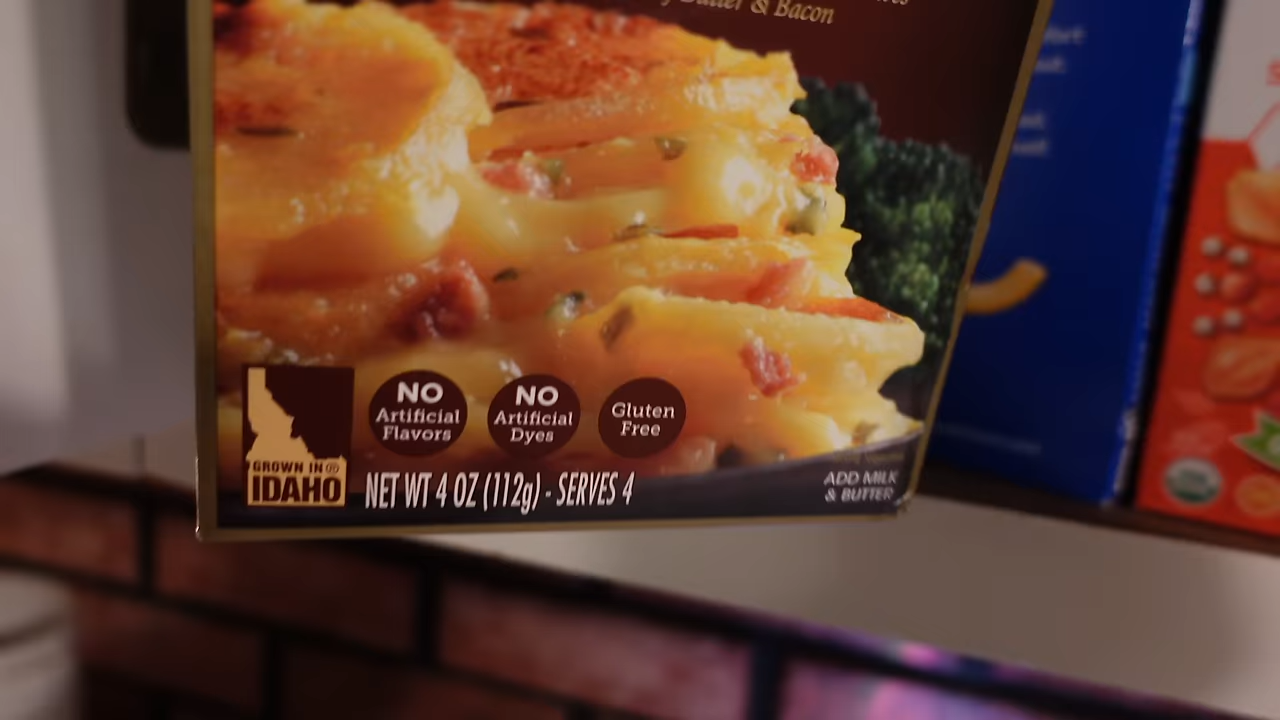 Butter & Bacon
NO
Artificial
Flavors
NO
Artificial
Dyes
Gluten
Free
GROWN IN®
IDAHO
NET WT 4 OZ (112g) - SERVES 4
ADD MILK
& BUTTER